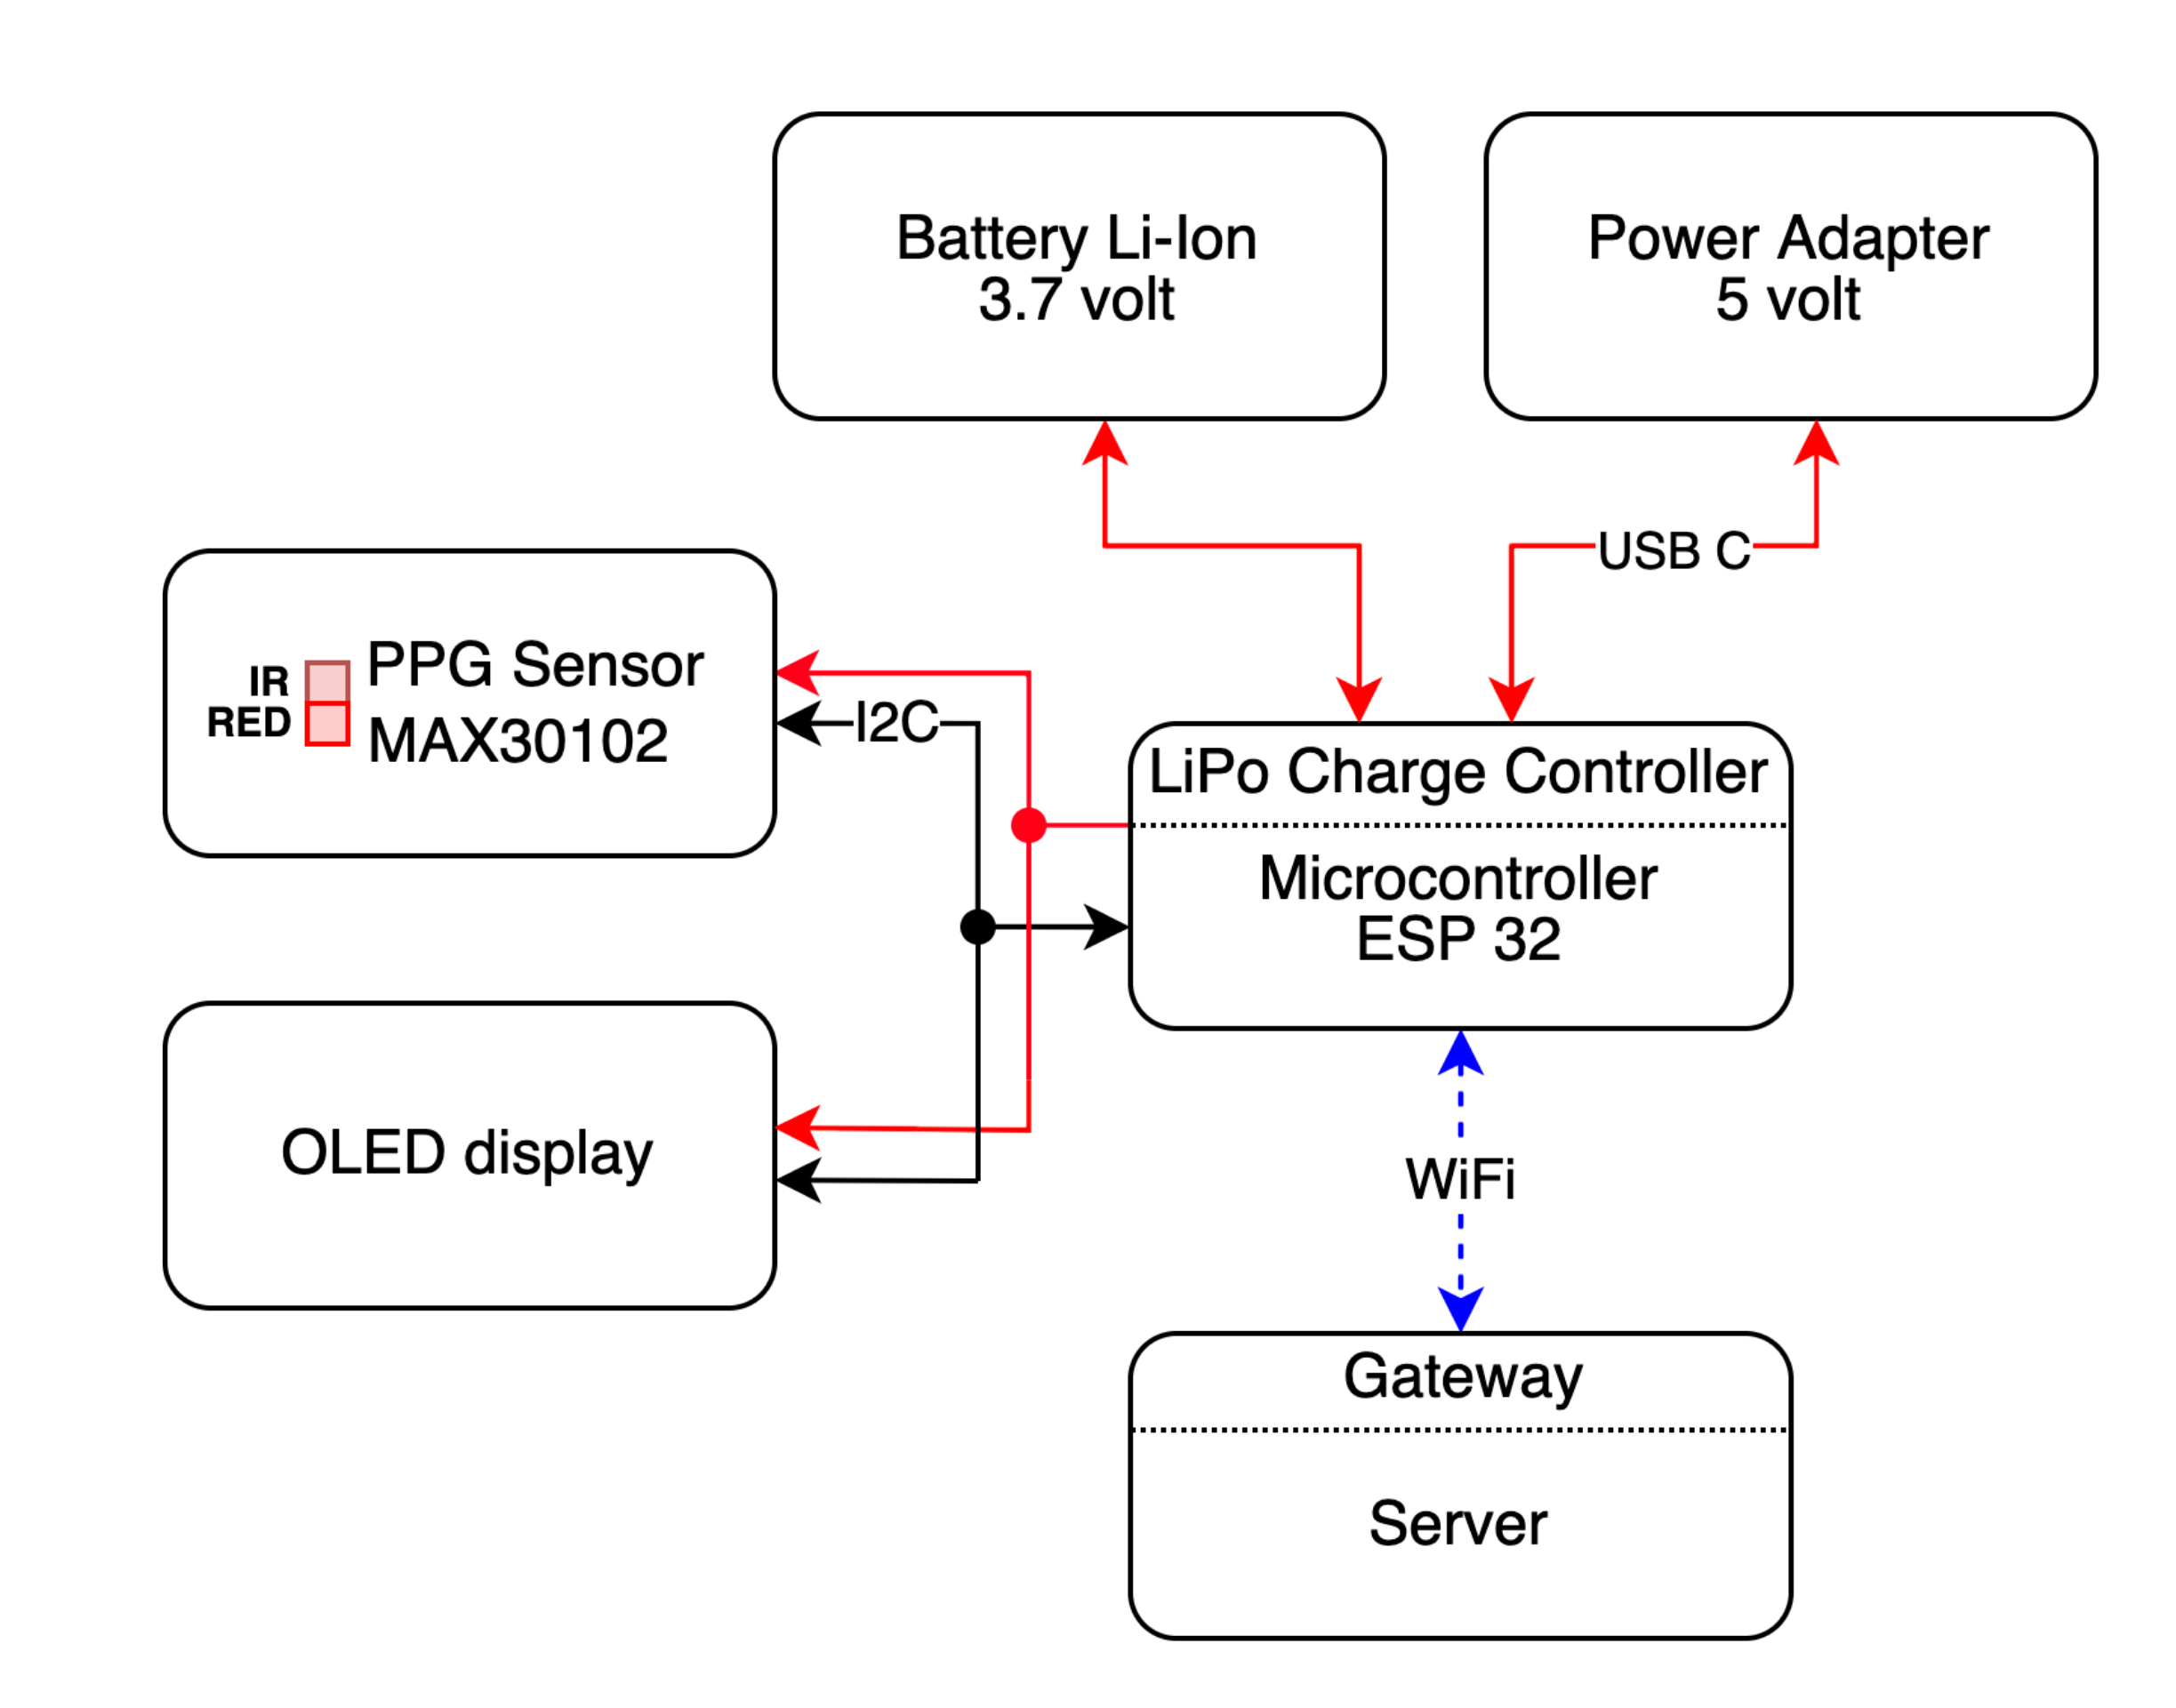 Battery Li-Ion
3.7 volt
Power Adapter
5 volt
USB C
IR
RED
PPG Sensor
MAX30102
I2C
LiPo Charge Controller
Microcontroller
ESP 32
OLED display
WiFi
Gateway
Server